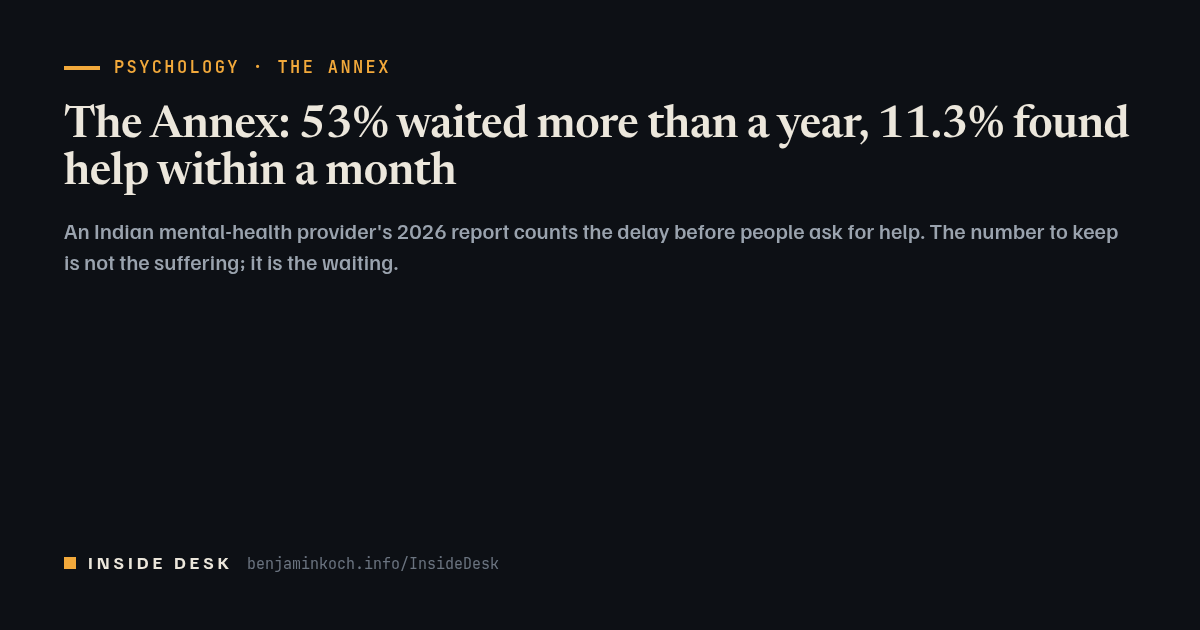 PSYCHOLOGY · THE ANNEX
The Annex: 53% waited more than a year, 11.3% found
help within a month
An Indian mental-health provider's 2026 report counts the delay before people ask for help. The number to keep
is not the suffering; it is the waiting.
INSIDE DESK benjaminkoch.info/InsideDesk